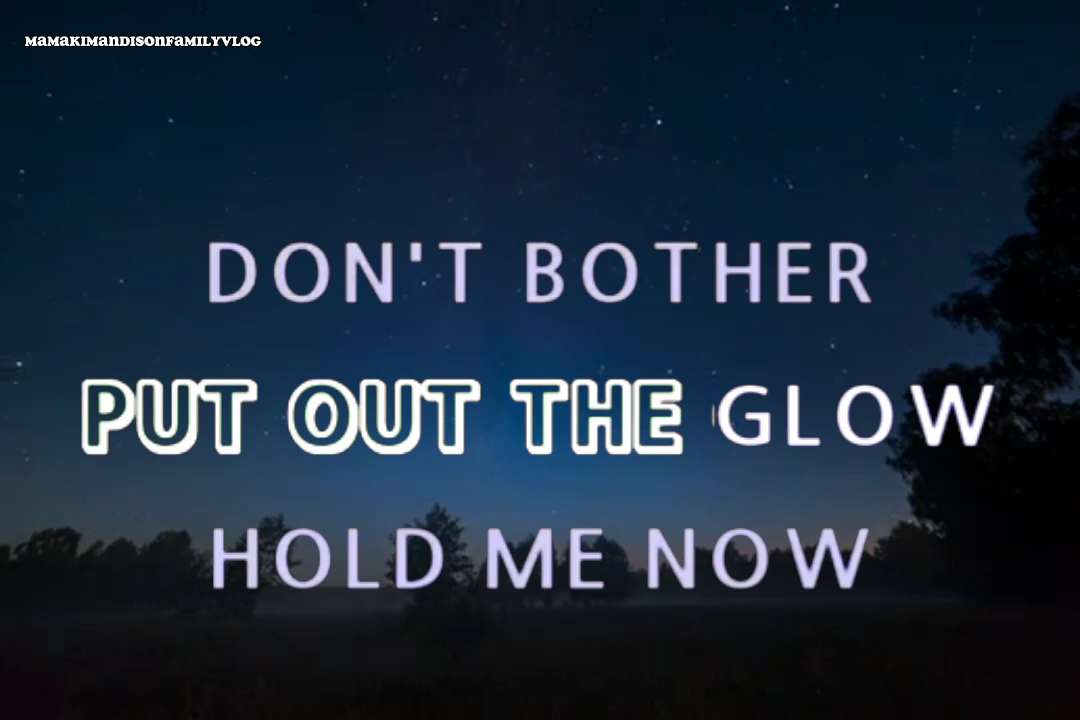 MAMAKIMANDISONFAMILYVLOG
DON'T BOTHER
PUT OUT THE GLOW
HOLD ME NOW